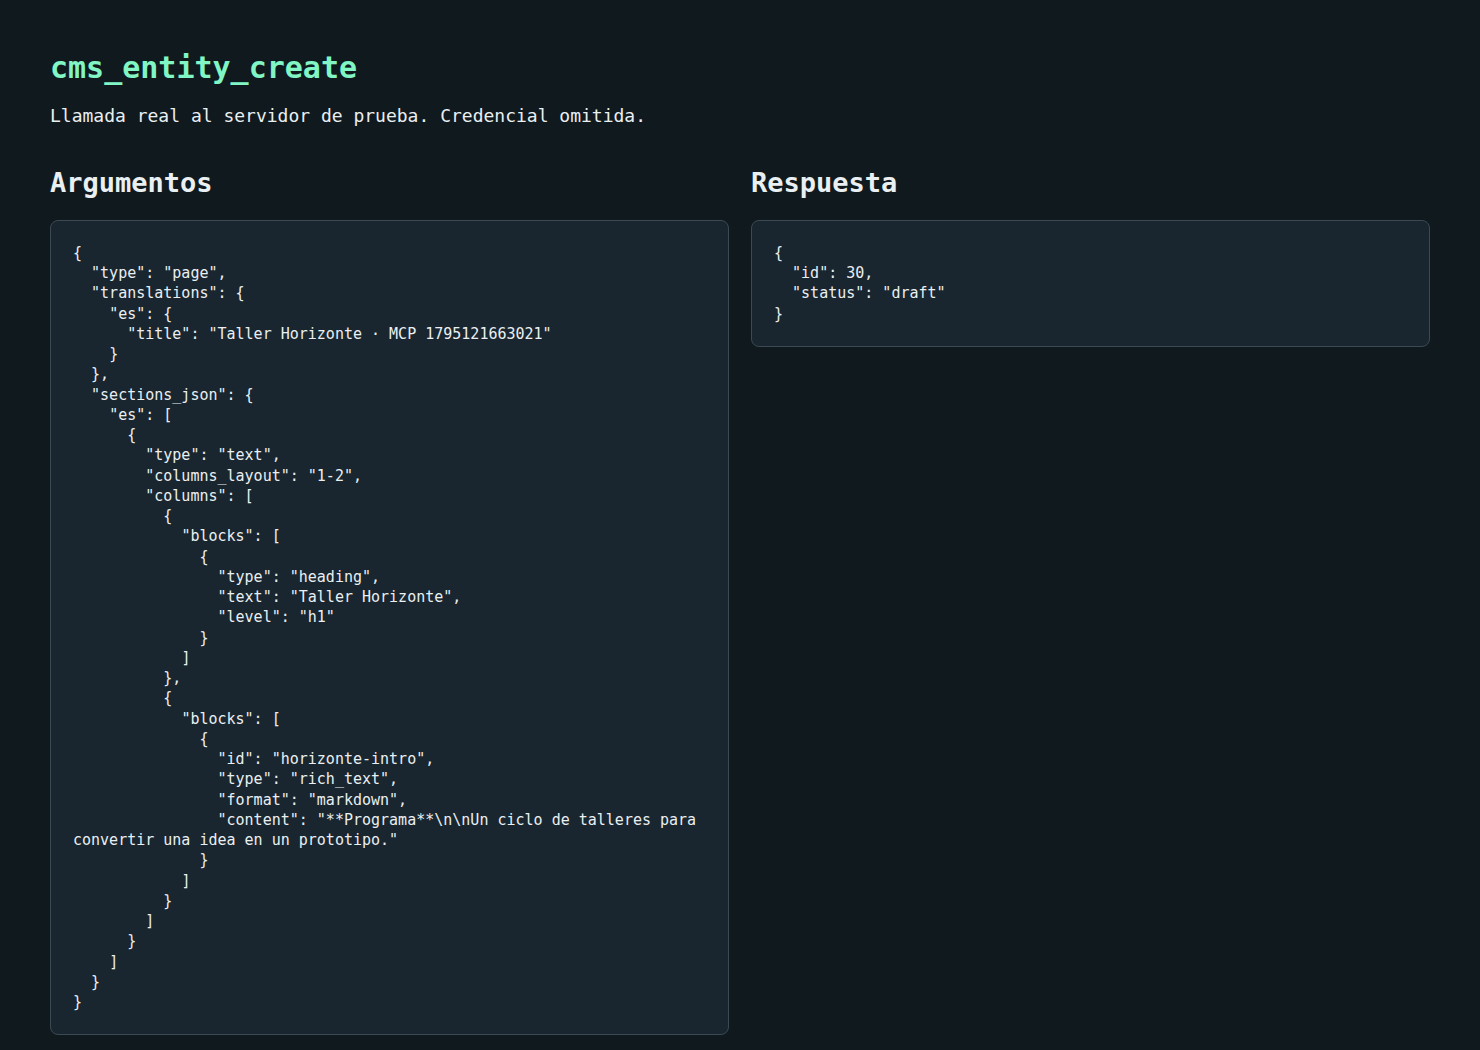 cms_entity_create
Llamada real al servidor de prueba. Credencial omitida.
Argumentos
{
  "type": "page",
  "translations": {
    "es": {
      "title": "Taller Horizonte · MCP 1795121663021"
    }
  },
  "sections_json": {
    "es": [
      {
        "type": "text",
        "columns_layout": "1-2",
        "columns": [
          {
            "blocks": [
              {
                "type": "heading",
                "text": "Taller Horizonte",
                "level": "h1"
              }
            ]
          },
          {
            "blocks": [
              {
                "id": "horizonte-intro",
                "type": "rich_text",
                "format": "markdown",
                "content": "**Programa**\n\nUn ciclo de talleres para
convertir una idea en un prototipo."
              }
            ]
          }
        ]
      }
    ]
  }
}
Respuesta
{
  "id": 30,
  "status": "draft"
}